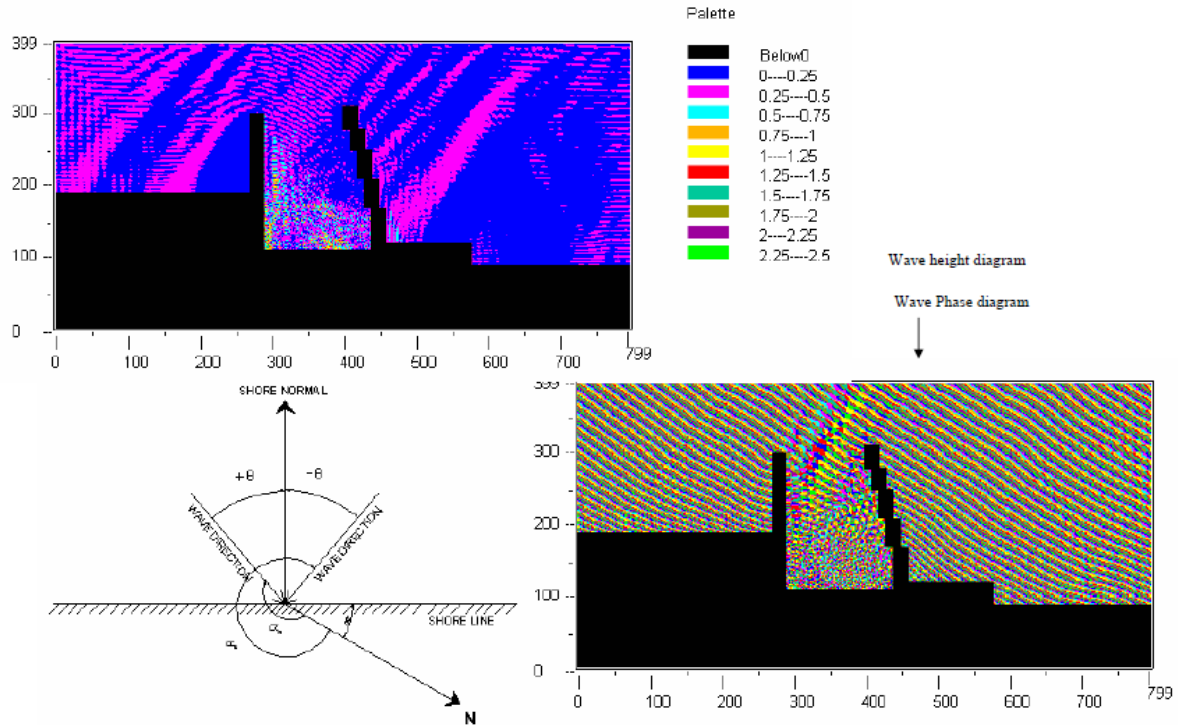 Palette
Below0
0----0.25
0.25----0.5
0.5----0.75
0.75----1
1----1.25
1.25----1.5
1.5----1.75
1.75----2
2----2.25
2.25----2.5
399
300
200
100
0
0 100 200 300 400 500 600 700 799
Wave height diagram
Wave Phase diagram
SHORE NORMAL
+θ -θ
WAVE DIRECTION
WAVE DIRECTION
SHORE LINE
N
399
300
200
100
0
0 100 200 300 400 500 600 700 799